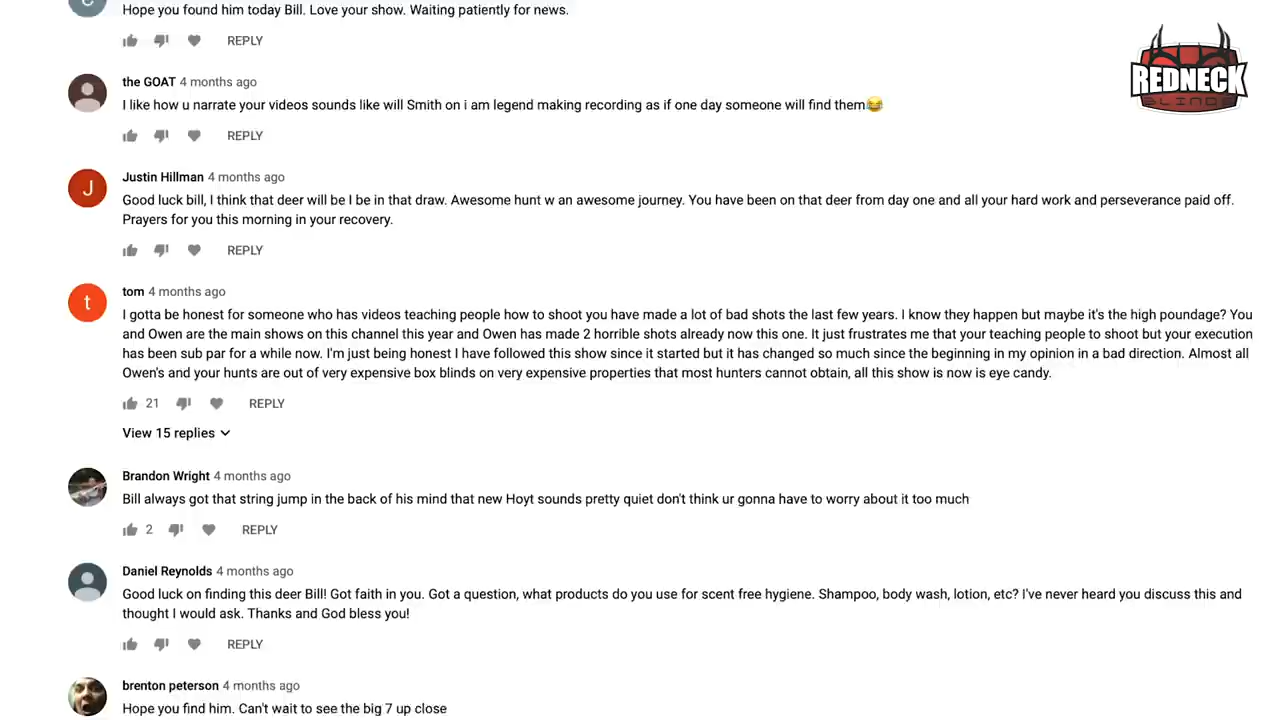 C
Hope you found him today Bill. Love your show. Waiting patiently for news.
REPLY
REDNECK
BLINDS
the GOAT 4 months ago
I like how u narrate your videos sounds like will Smith on i am legend making recording as if one day someone will find them😂
REPLY
J
Justin Hillman 4 months ago
Good luck bill, I think that deer will be I be in that draw. Awesome hunt w an awesome journey. You have been on that deer from day one and all your hard work and perseverance paid off.
Prayers for you this morning in your recovery.
REPLY
t
tom 4 months ago
I gotta be honest for someone who has videos teaching people how to shoot you have made a lot of bad shots the last few years. I know they happen but maybe it's the high poundage? You
and Owen are the main shows on this channel this year and Owen has made 2 horrible shots already now this one. It just frustrates me that your teaching people to shoot but your execution
has been sub par for a while now. I'm just being honest I have followed this show since it started but it has changed so much since the beginning in my opinion in a bad direction. Almost all
Owen's and your hunts are out of very expensive box blinds on very expensive properties that most hunters cannot obtain, all this show is now is eye candy.
21 REPLY
View 15 replies
Brandon Wright 4 months ago
Bill always got that string jump in the back of his mind that new Hoyt sounds pretty quiet don't think ur gonna have to worry about it too much
2 REPLY
Daniel Reynolds 4 months ago
Good luck on finding this deer Bill! Got faith in you. Got a question, what products do you use for scent free hygiene. Shampoo, body wash, lotion, etc? I've never heard you discuss this and
thought I would ask. Thanks and God bless you!
REPLY
brenton peterson 4 months ago
Hope you find him. Can't wait to see the big 7 up close